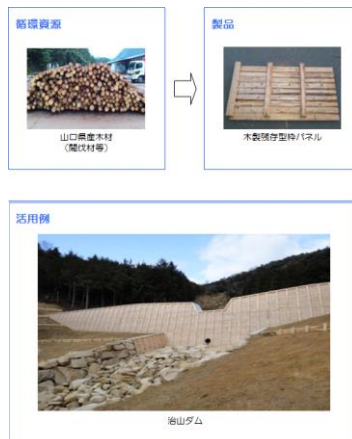 循環資源
山口県産木材
（間伐材等）
製品
木製残存型枠パネル
活用例
治山ダム